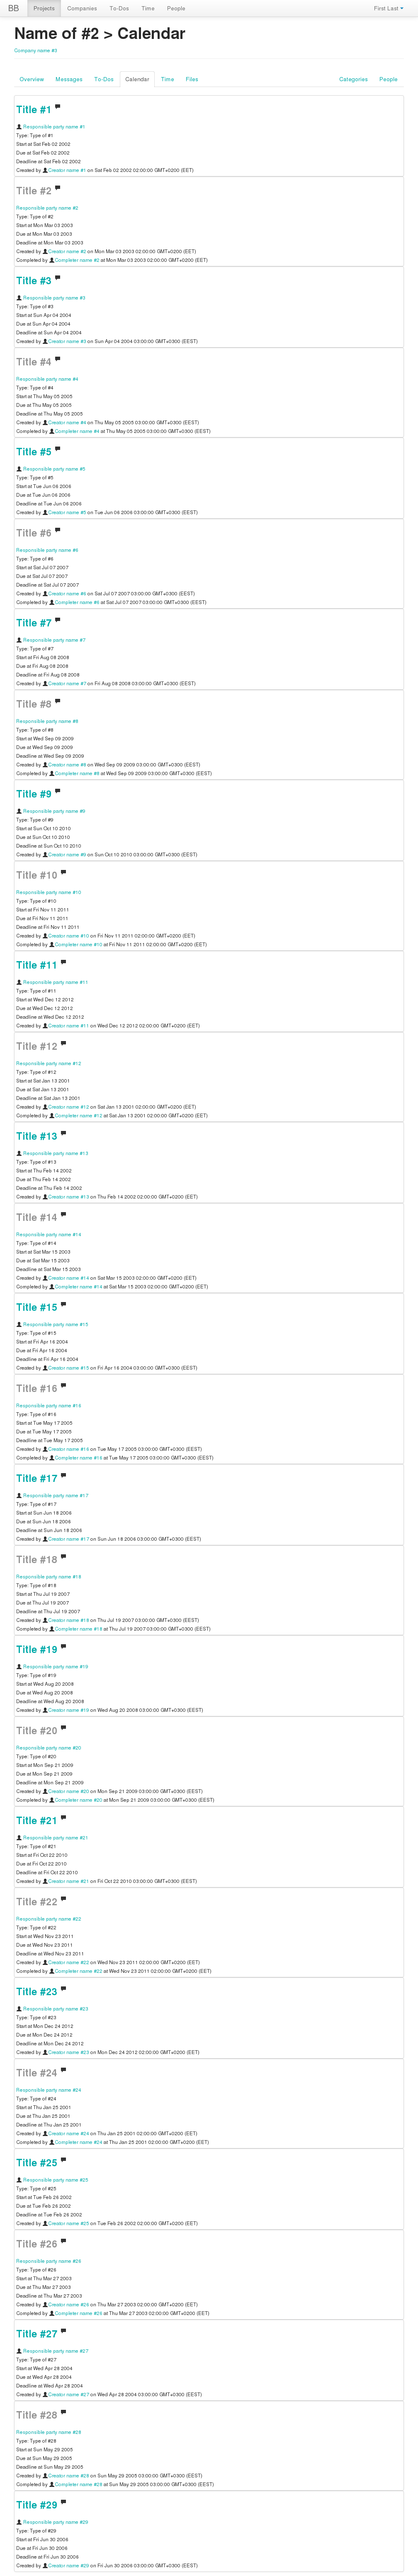 BB Projects Companies To-Dos Time People First Last
Name of #2 > Calendar
Company name #3
Overview Messages To-Dos Calendar Time Files Categories People
Title #1
Responsible party name #1
Type: Type of #1
Start at Sat Feb 02 2002
Due at Sat Feb 02 2002
Deadline at Sat Feb 02 2002
Created by Creator name #1 on Sat Feb 02 2002 02:00:00 GMT+0200 (EET)
Title #2
Responsible party name #2
Type: Type of #2
Start at Mon Mar 03 2003
Due at Mon Mar 03 2003
Deadline at Mon Mar 03 2003
Created by Creator name #2 on Mon Mar 03 2003 02:00:00 GMT+0200 (EET)
Completed by Completer name #2 at Mon Mar 03 2003 02:00:00 GMT+0200 (EET)
Title #3
Responsible party name #3
Type: Type of #3
Start at Sun Apr 04 2004
Due at Sun Apr 04 2004
Deadline at Sun Apr 04 2004
Created by Creator name #3 on Sun Apr 04 2004 03:00:00 GMT+0300 (EEST)
Title #4
Responsible party name #4
Type: Type of #4
Start at Thu May 05 2005
Due at Thu May 05 2005
Deadline at Thu May 05 2005
Created by Creator name #4 on Thu May 05 2005 03:00:00 GMT+0300 (EEST)
Completed by Completer name #4 at Thu May 05 2005 03:00:00 GMT+0300 (EEST)
Title #5
Responsible party name #5
Type: Type of #5
Start at Tue Jun 06 2006
Due at Tue Jun 06 2006
Deadline at Tue Jun 06 2006
Created by Creator name #5 on Tue Jun 06 2006 03:00:00 GMT+0300 (EEST)
Title #6
Responsible party name #6
Type: Type of #6
Start at Sat Jul 07 2007
Due at Sat Jul 07 2007
Deadline at Sat Jul 07 2007
Created by Creator name #6 on Sat Jul 07 2007 03:00:00 GMT+0300 (EEST)
Completed by Completer name #6 at Sat Jul 07 2007 03:00:00 GMT+0300 (EEST)
Title #7
Responsible party name #7
Type: Type of #7
Start at Fri Aug 08 2008
Due at Fri Aug 08 2008
Deadline at Fri Aug 08 2008
Created by Creator name #7 on Fri Aug 08 2008 03:00:00 GMT+0300 (EEST)
Title #8
Responsible party name #8
Type: Type of #8
Start at Wed Sep 09 2009
Due at Wed Sep 09 2009
Deadline at Wed Sep 09 2009
Created by Creator name #8 on Wed Sep 09 2009 03:00:00 GMT+0300 (EEST)
Completed by Completer name #8 at Wed Sep 09 2009 03:00:00 GMT+0300 (EEST)
Title #9
Responsible party name #9
Type: Type of #9
Start at Sun Oct 10 2010
Due at Sun Oct 10 2010
Deadline at Sun Oct 10 2010
Created by Creator name #9 on Sun Oct 10 2010 03:00:00 GMT+0300 (EEST)
Title #10
Responsible party name #10
Type: Type of #10
Start at Fri Nov 11 2011
Due at Fri Nov 11 2011
Deadline at Fri Nov 11 2011
Created by Creator name #10 on Fri Nov 11 2011 02:00:00 GMT+0200 (EET)
Completed by Completer name #10 at Fri Nov 11 2011 02:00:00 GMT+0200 (EET)
Title #11
Responsible party name #11
Type: Type of #11
Start at Wed Dec 12 2012
Due at Wed Dec 12 2012
Deadline at Wed Dec 12 2012
Created by Creator name #11 on Wed Dec 12 2012 02:00:00 GMT+0200 (EET)
Title #12
Responsible party name #12
Type: Type of #12
Start at Sat Jan 13 2001
Due at Sat Jan 13 2001
Deadline at Sat Jan 13 2001
Created by Creator name #12 on Sat Jan 13 2001 02:00:00 GMT+0200 (EET)
Completed by Completer name #12 at Sat Jan 13 2001 02:00:00 GMT+0200 (EET)
Title #13
Responsible party name #13
Type: Type of #13
Start at Thu Feb 14 2002
Due at Thu Feb 14 2002
Deadline at Thu Feb 14 2002
Created by Creator name #13 on Thu Feb 14 2002 02:00:00 GMT+0200 (EET)
Title #14
Responsible party name #14
Type: Type of #14
Start at Sat Mar 15 2003
Due at Sat Mar 15 2003
Deadline at Sat Mar 15 2003
Created by Creator name #14 on Sat Mar 15 2003 02:00:00 GMT+0200 (EET)
Completed by Completer name #14 at Sat Mar 15 2003 02:00:00 GMT+0200 (EET)
Title #15
Responsible party name #15
Type: Type of #15
Start at Fri Apr 16 2004
Due at Fri Apr 16 2004
Deadline at Fri Apr 16 2004
Created by Creator name #15 on Fri Apr 16 2004 03:00:00 GMT+0300 (EEST)
Title #16
Responsible party name #16
Type: Type of #16
Start at Tue May 17 2005
Due at Tue May 17 2005
Deadline at Tue May 17 2005
Created by Creator name #16 on Tue May 17 2005 03:00:00 GMT+0300 (EEST)
Completed by Completer name #16 at Tue May 17 2005 03:00:00 GMT+0300 (EEST)
Title #17
Responsible party name #17
Type: Type of #17
Start at Sun Jun 18 2006
Due at Sun Jun 18 2006
Deadline at Sun Jun 18 2006
Created by Creator name #17 on Sun Jun 18 2006 03:00:00 GMT+0300 (EEST)
Title #18
Responsible party name #18
Type: Type of #18
Start at Thu Jul 19 2007
Due at Thu Jul 19 2007
Deadline at Thu Jul 19 2007
Created by Creator name #18 on Thu Jul 19 2007 03:00:00 GMT+0300 (EEST)
Completed by Completer name #18 at Thu Jul 19 2007 03:00:00 GMT+0300 (EEST)
Title #19
Responsible party name #19
Type: Type of #19
Start at Wed Aug 20 2008
Due at Wed Aug 20 2008
Deadline at Wed Aug 20 2008
Created by Creator name #19 on Wed Aug 20 2008 03:00:00 GMT+0300 (EEST)
Title #20
Responsible party name #20
Type: Type of #20
Start at Mon Sep 21 2009
Due at Mon Sep 21 2009
Deadline at Mon Sep 21 2009
Created by Creator name #20 on Mon Sep 21 2009 03:00:00 GMT+0300 (EEST)
Completed by Completer name #20 at Mon Sep 21 2009 03:00:00 GMT+0300 (EEST)
Title #21
Responsible party name #21
Type: Type of #21
Start at Fri Oct 22 2010
Due at Fri Oct 22 2010
Deadline at Fri Oct 22 2010
Created by Creator name #21 on Fri Oct 22 2010 03:00:00 GMT+0300 (EEST)
Title #22
Responsible party name #22
Type: Type of #22
Start at Wed Nov 23 2011
Due at Wed Nov 23 2011
Deadline at Wed Nov 23 2011
Created by Creator name #22 on Wed Nov 23 2011 02:00:00 GMT+0200 (EET)
Completed by Completer name #22 at Wed Nov 23 2011 02:00:00 GMT+0200 (EET)
Title #23
Responsible party name #23
Type: Type of #23
Start at Mon Dec 24 2012
Due at Mon Dec 24 2012
Deadline at Mon Dec 24 2012
Created by Creator name #23 on Mon Dec 24 2012 02:00:00 GMT+0200 (EET)
Title #24
Responsible party name #24
Type: Type of #24
Start at Thu Jan 25 2001
Due at Thu Jan 25 2001
Deadline at Thu Jan 25 2001
Created by Creator name #24 on Thu Jan 25 2001 02:00:00 GMT+0200 (EET)
Completed by Completer name #24 at Thu Jan 25 2001 02:00:00 GMT+0200 (EET)
Title #25
Responsible party name #25
Type: Type of #25
Start at Tue Feb 26 2002
Due at Tue Feb 26 2002
Deadline at Tue Feb 26 2002
Created by Creator name #25 on Tue Feb 26 2002 02:00:00 GMT+0200 (EET)
Title #26
Responsible party name #26
Type: Type of #26
Start at Thu Mar 27 2003
Due at Thu Mar 27 2003
Deadline at Thu Mar 27 2003
Created by Creator name #26 on Thu Mar 27 2003 02:00:00 GMT+0200 (EET)
Completed by Completer name #26 at Thu Mar 27 2003 02:00:00 GMT+0200 (EET)
Title #27
Responsible party name #27
Type: Type of #27
Start at Wed Apr 28 2004
Due at Wed Apr 28 2004
Deadline at Wed Apr 28 2004
Created by Creator name #27 on Wed Apr 28 2004 03:00:00 GMT+0300 (EEST)
Title #28
Responsible party name #28
Type: Type of #28
Start at Sun May 29 2005
Due at Sun May 29 2005
Deadline at Sun May 29 2005
Created by Creator name #28 on Sun May 29 2005 03:00:00 GMT+0300 (EEST)
Completed by Completer name #28 at Sun May 29 2005 03:00:00 GMT+0300 (EEST)
Title #29
Responsible party name #29
Type: Type of #29
Start at Fri Jun 30 2006
Due at Fri Jun 30 2006
Deadline at Fri Jun 30 2006
Created by Creator name #29 on Fri Jun 30 2006 03:00:00 GMT+0300 (EEST)